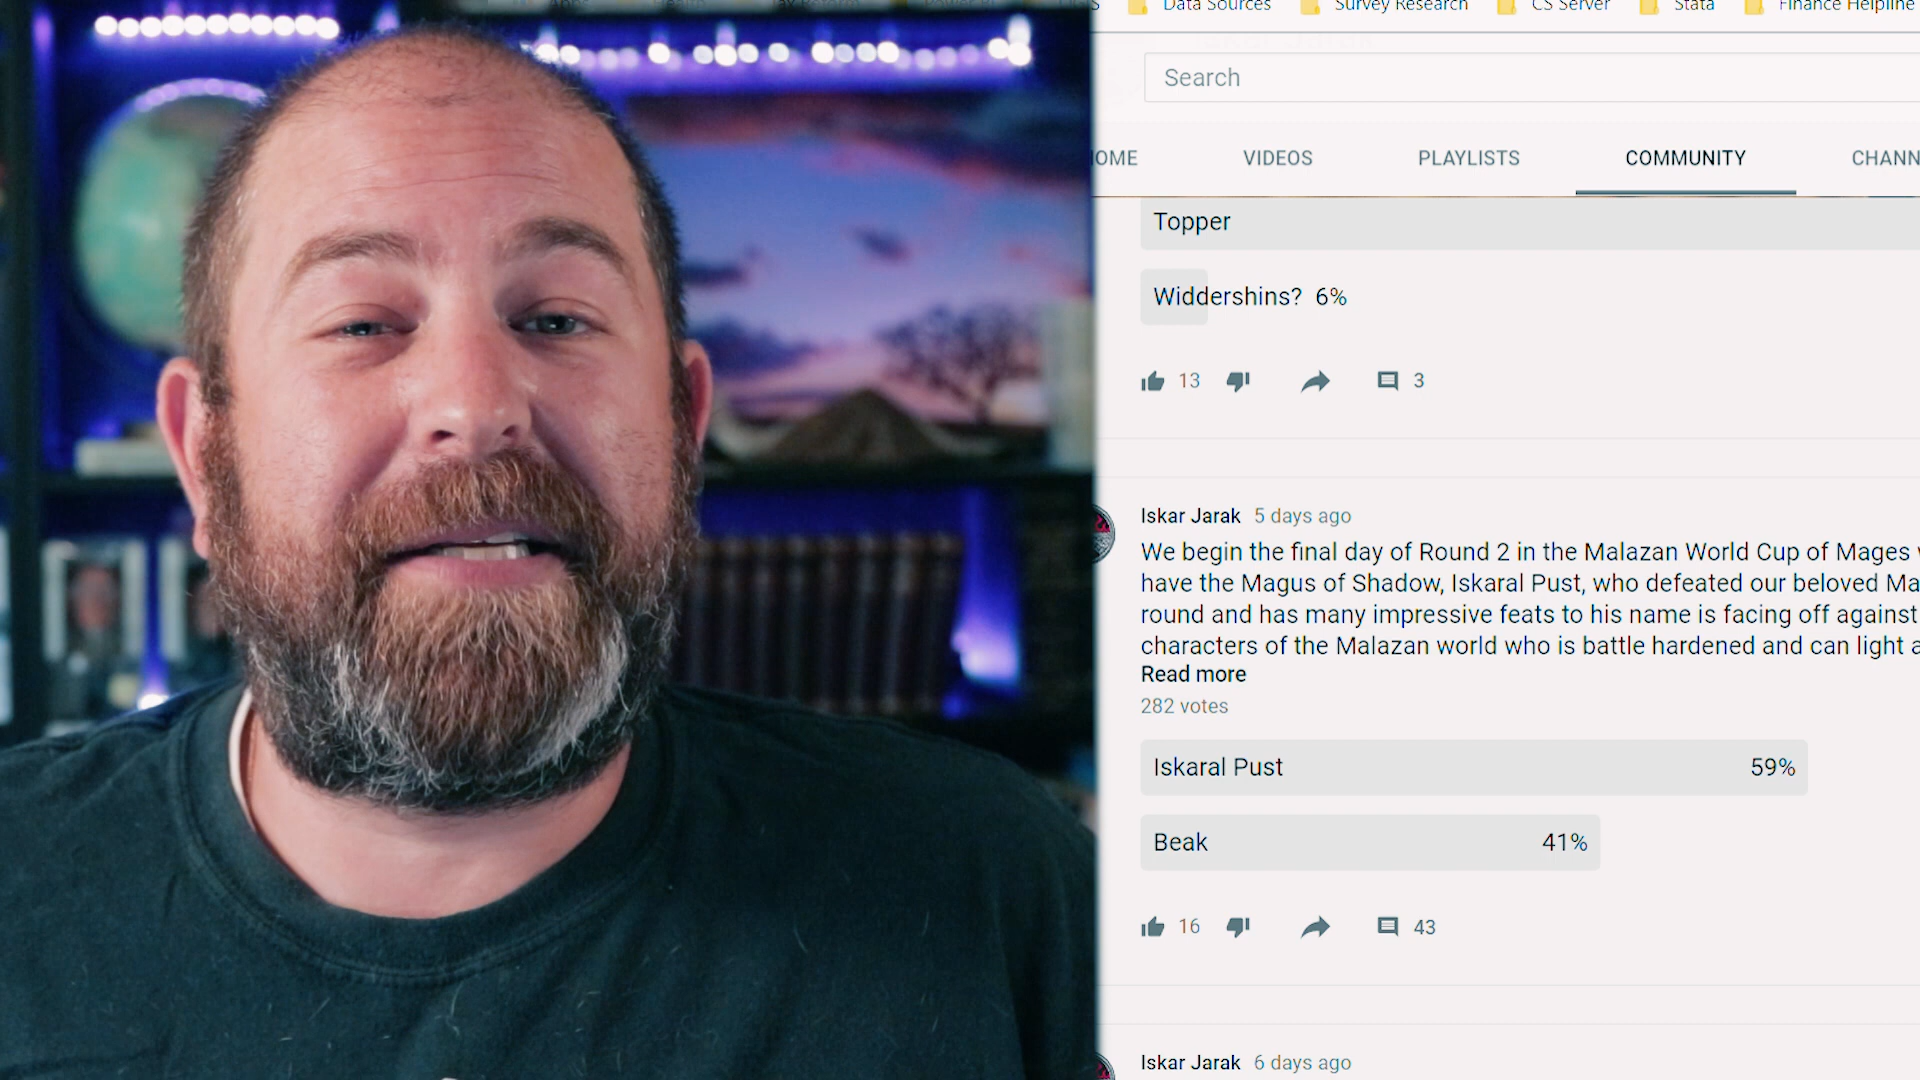 Data Sources
Survey Research
CS Server
Stata
Finance Helpline
Search
OME
VIDEOS
PLAYLISTS
COMMUNITY
CHANN
Topper
Widdershins? 6%
13
3
Iskar Jarak 5 days ago
We begin the final day of Round 2 in the Malazan World Cup of Mages
have the Magus of Shadow, Iskaral Pust, who defeated our beloved Ma
round and has many impressive feats to his name is facing off against
characters of the Malazan world who is battle hardened and can light a
Read more
282 votes
Iskaral Pust 59%
Beak 41%
16
43
Iskar Jarak 6 days ago